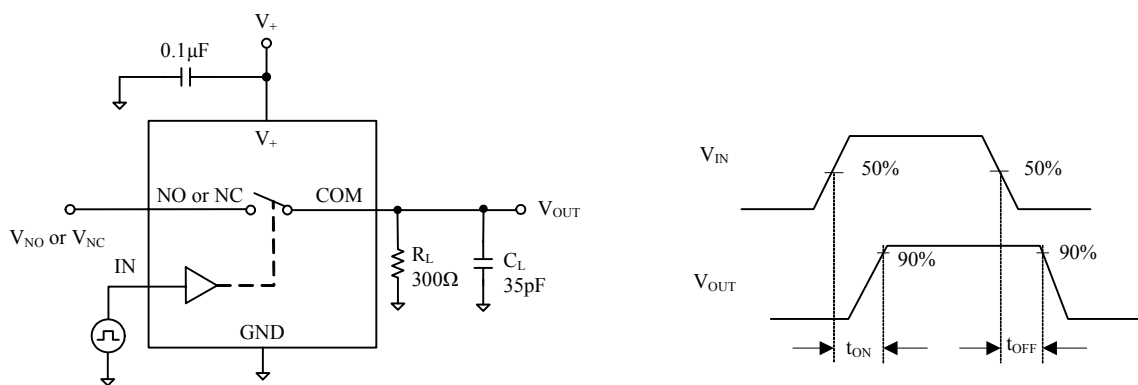 V+
0.1μF
V+
NO or NC
COM
VOUT
VNO or VNC
IN
RL
300Ω
CL
35pF
GND
VIN
50%
50%
90%
90%
VOUT
tON
tOFF